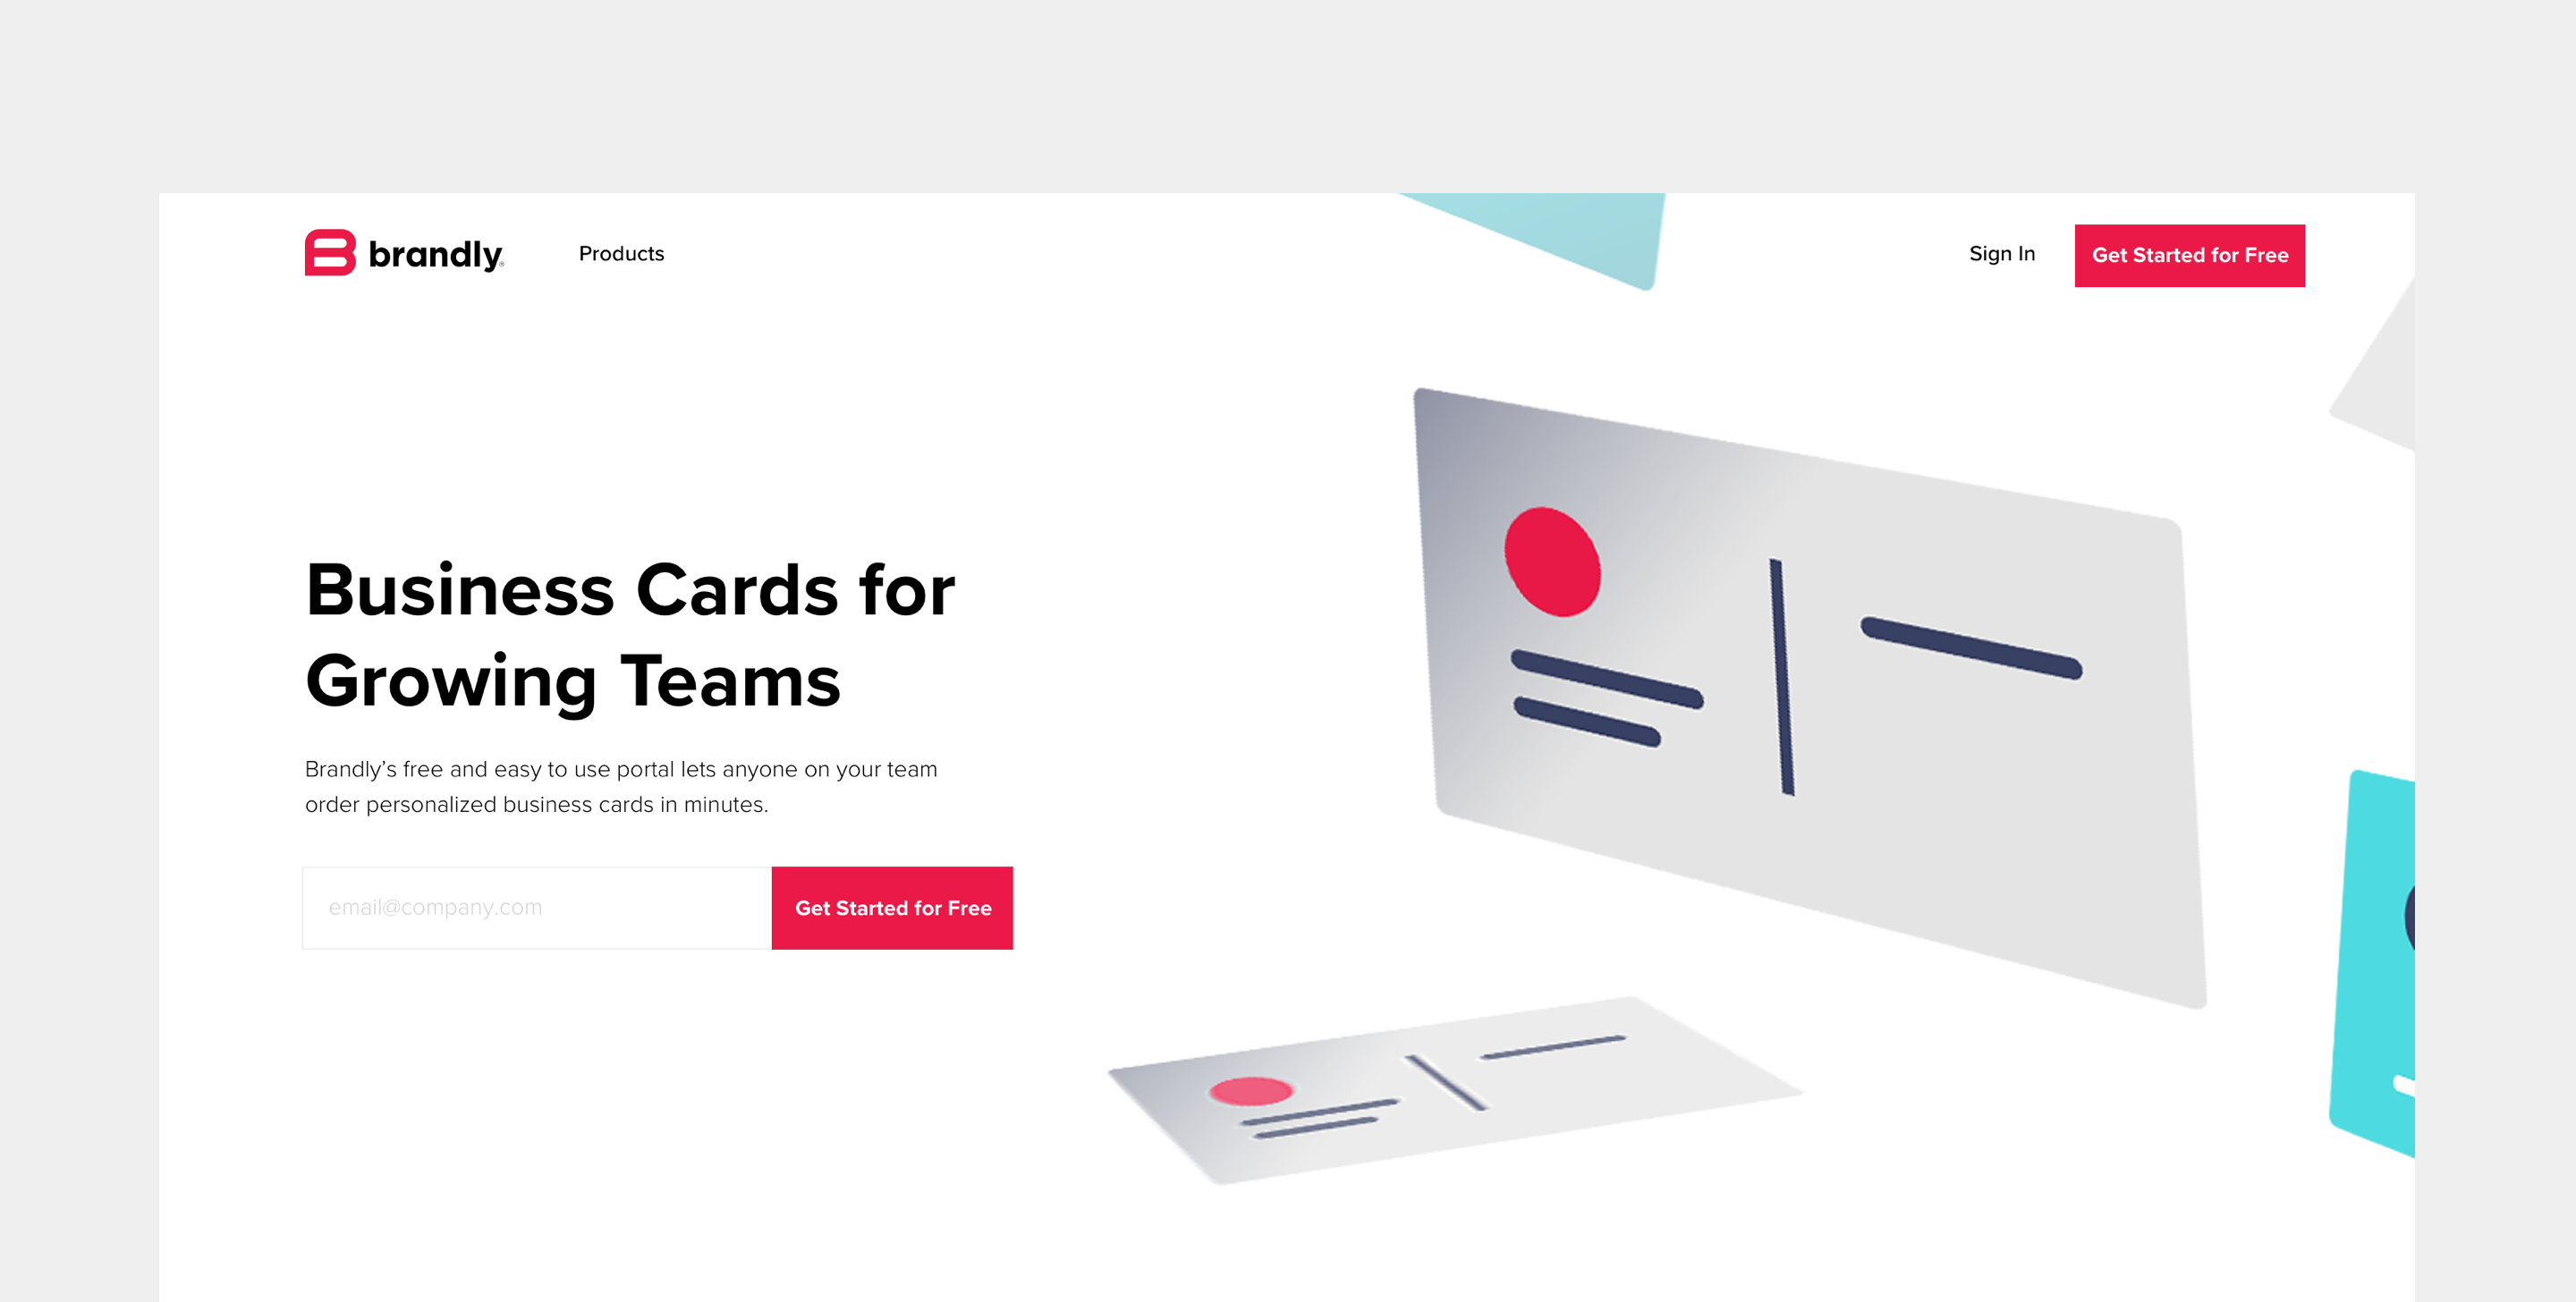 brandly
Products
Sign In
Get Started for Free
Business Cards for
Growing Teams
Brandly’s free and easy to use portal lets anyone on your team
order personalized business cards in minutes.
email@company.com
Get Started for Free